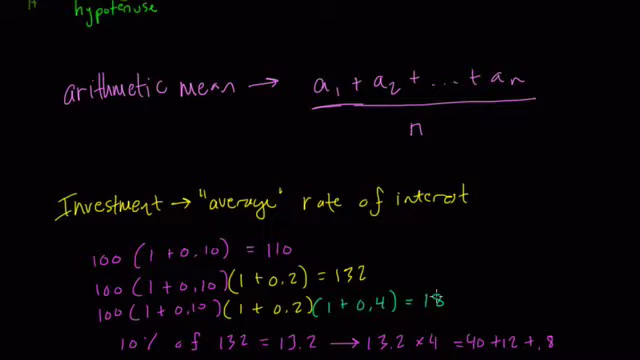 hypotenuse
arithmetic mean → a₁ + a₂ + ... + aₙ
n
Investment → "average" rate of interest
100 (1 + 0.10) = 110
100 (1 + 0.10)(1 + 0.2) = 132
100 (1 + 0.10)(1 + 0.2)(1 + 0.4) = 18
10% of 132 = 13.2 → 13.2 × 4 = 40 + 12 + .8